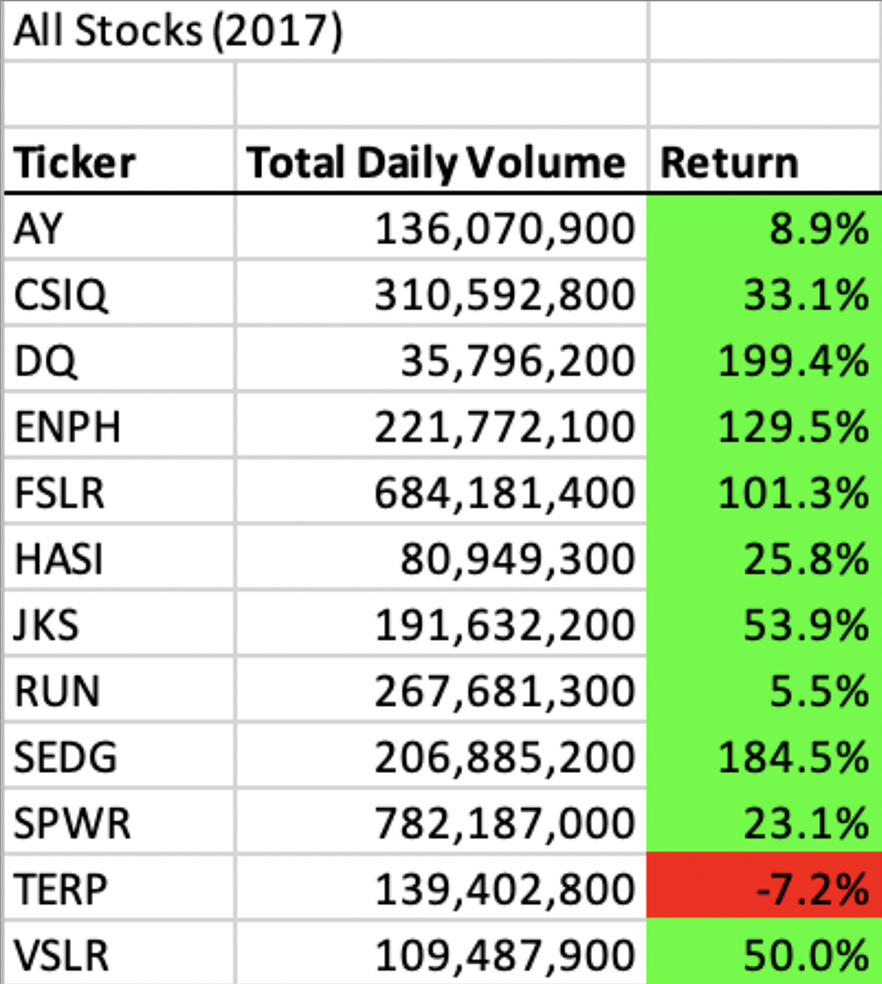 All Stocks (2017)
Ticker Total Daily Volume Return
AY 136,070,900 8.9%
CSIQ 310,592,800 33.1%
DQ 35,796,200 199.4%
ENPH 221,772,100 129.5%
FSLR 684,181,400 101.3%
HASI 80,949,300 25.8%
JKS 191,632,200 53.9%
RUN 267,681,300 5.5%
SEDG 206,885,200 184.5%
SPWR 782,187,000 23.1%
TERP 139,402,800 -7.2%
VSLR 109,487,900 50.0%